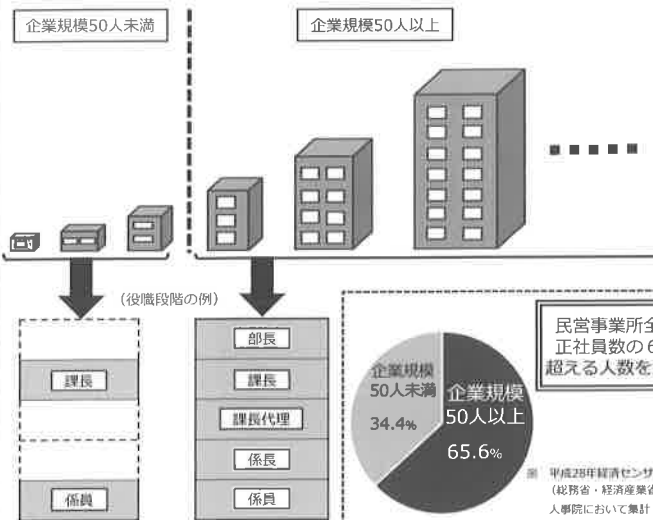 企業規模50人未満
企業規模50人以上
(役職段階の例)
課長
係員
部長
課長
課長代理
係長
係員
企業規模
50人未満
34.4%
企業規模
50人以上
65.6%
民営事業所全
正社員数の6
超える人数を
※ 平成28年経済センサ
(総務省・経済産業省
人事院において集計